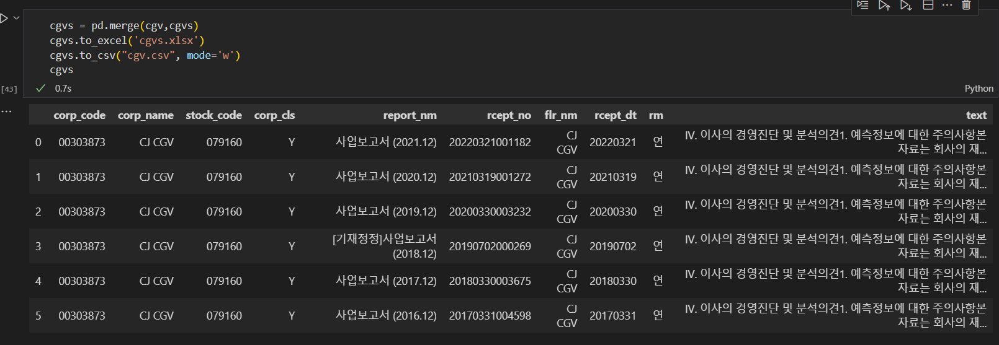 cgvs = pd.merge(cgv,cgvs)
cgvs.to_excel('cgvs.xlsx')
cgvs.to_csv("cgv.csv", mode='w')
cgvs
[43] 0.7s Python
corp_code corp_name stock_code corp_cls report_nm rcept_no flr_nm rcept_dt rm text
0 00303873 CJ CGV 079160 Y 사업보고서 (2021.12) 20220321001182 CJ CGV 20220321 연 IV. 이사의 경영진단 및 분석의견1. 예측정보에 대한 주의사항본 자료는 회사의 재...
1 00303873 CJ CGV 079160 Y 사업보고서 (2020.12) 20210319001272 CJ CGV 20210319 연 IV. 이사의 경영진단 및 분석의견1. 예측정보에 대한 주의사항본 자료는 회사의 재...
2 00303873 CJ CGV 079160 Y 사업보고서 (2019.12) 20200330003232 CJ CGV 20200330 연 IV. 이사의 경영진단 및 분석의견1. 예측정보에 대한 주의사항본 자료는 회사의 재...
3 00303873 CJ CGV 079160 Y [기재정정]사업보고서 (2018.12) 20190702000269 CJ CGV 20190702 연 IV. 이사의 경영진단 및 분석의견1. 예측정보에 대한 주의사항본 자료는 회사의 재...
4 00303873 CJ CGV 079160 Y 사업보고서 (2017.12) 20180330003675 CJ CGV 20180330 연 IV. 이사의 경영진단 및 분석의견1. 예측정보에 대한 주의사항본 자료는 회사의 재...
5 00303873 CJ CGV 079160 Y 사업보고서 (2016.12) 20170331004598 CJ CGV 20170331 연 IV. 이사의 경영진단 및 분석의견1. 예측정보에 대한 주의사항본 자료는 회사의 재...